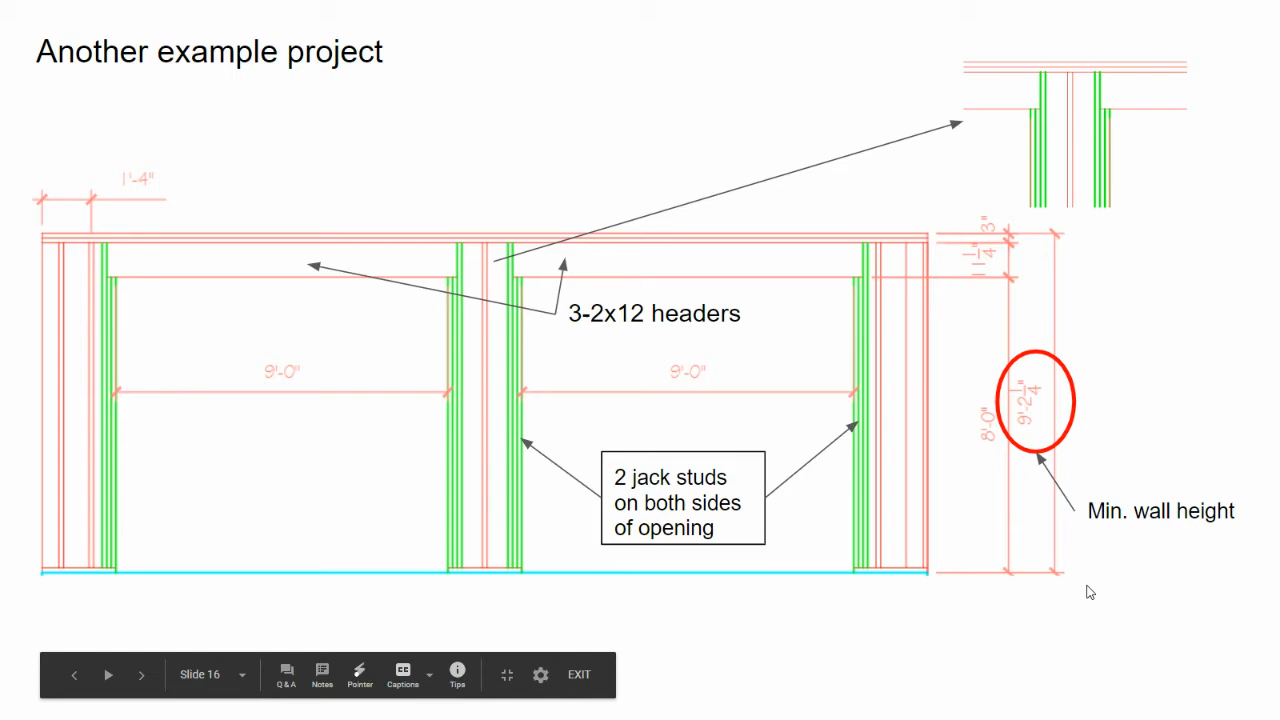 Another example project
1'-4"
3"
11 1/4"
3-2x12 headers
9'-0"
9'-0"
8'-0"
9'-2 1/4"
2 jack studs
on both sides
of opening
Min. wall height
Slide 16
Q & A
Notes
Pointer
CC
Captions
Tips
EXIT